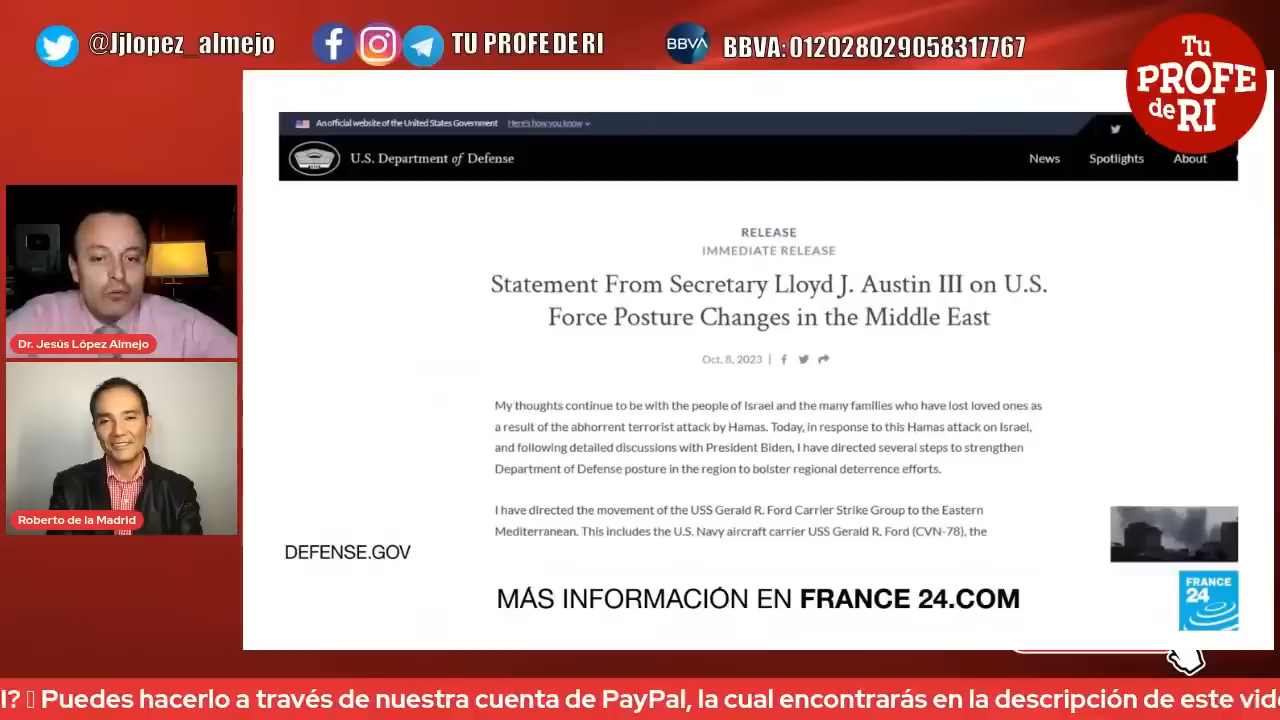 @Jjlopez_almejo
TU PROFE DE RI
BBVA
BBVA: 012028029058317767
Tu
PROFE
de RI
An official website of the United States Government Here's how you know
U.S. Department of Defense
News Spotlights About
RELEASE
IMMEDIATE RELEASE
Statement From Secretary Lloyd J. Austin III on U.S.
Force Posture Changes in the Middle East
Oct. 8, 2023 |
My thoughts continue to be with the people of Israel and the many families who have lost loved ones as
a result of the abhorrent terrorist attack by Hamas. Today, in response to this Hamas attack on Israel,
and following detailed discussions with President Biden, I have directed several steps to strengthen
Department of Defense posture in the region to bolster regional deterrence efforts.
I have directed the movement of the USS Gerald R. Ford Carrier Strike Group to the Eastern
Mediterranean. This includes the U.S. Navy aircraft carrier USS Gerald R. Ford (CVN-78), the
Dr. Jesús López Almejo
Roberto de la Madrid
DEFENSE.GOV
MÁS INFORMACIÓN EN FRANCE 24.COM
FRANCE
24
I? Puedes hacerlo a través de nuestra cuenta de PayPal, la cual encontrarás en la descripción de este vid